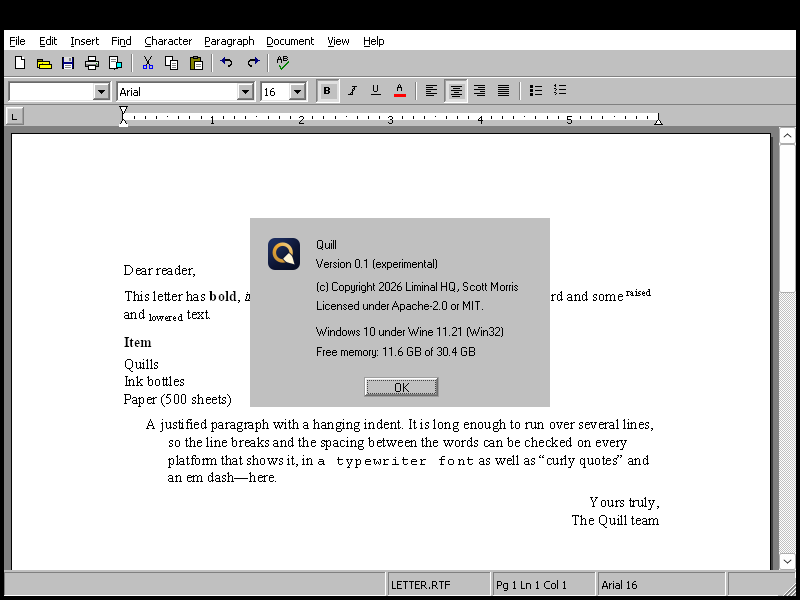 File Edit Insert Find Character Paragraph Document View Help
Arial 16 B I U A
L 1 2 3 4 5
Quill
Version 0.1 (experimental)
(c) Copyright 2026 Liminal HQ, Scott Morris
Licensed under Apache-2.0 or MIT.
Windows 10 under Wine 11.21 (Win32)
Free memory: 11.6 GB of 30.4 GB
OK
Dear reader,
This letter has bold, rd and some raised
and lowered text.
Item
Quills
Ink bottles
Paper (500 sheets)
A justified paragraph with a hanging indent. It is long enough to run over several lines,
so the line breaks and the spacing between the words can be checked on every
platform that shows it, in a typewriter font as well as “curly quotes” and
an em dash—here.
Yours truly,
The Quill team
LETTER.RTF Pg 1 Ln 1 Col 1 Arial 16